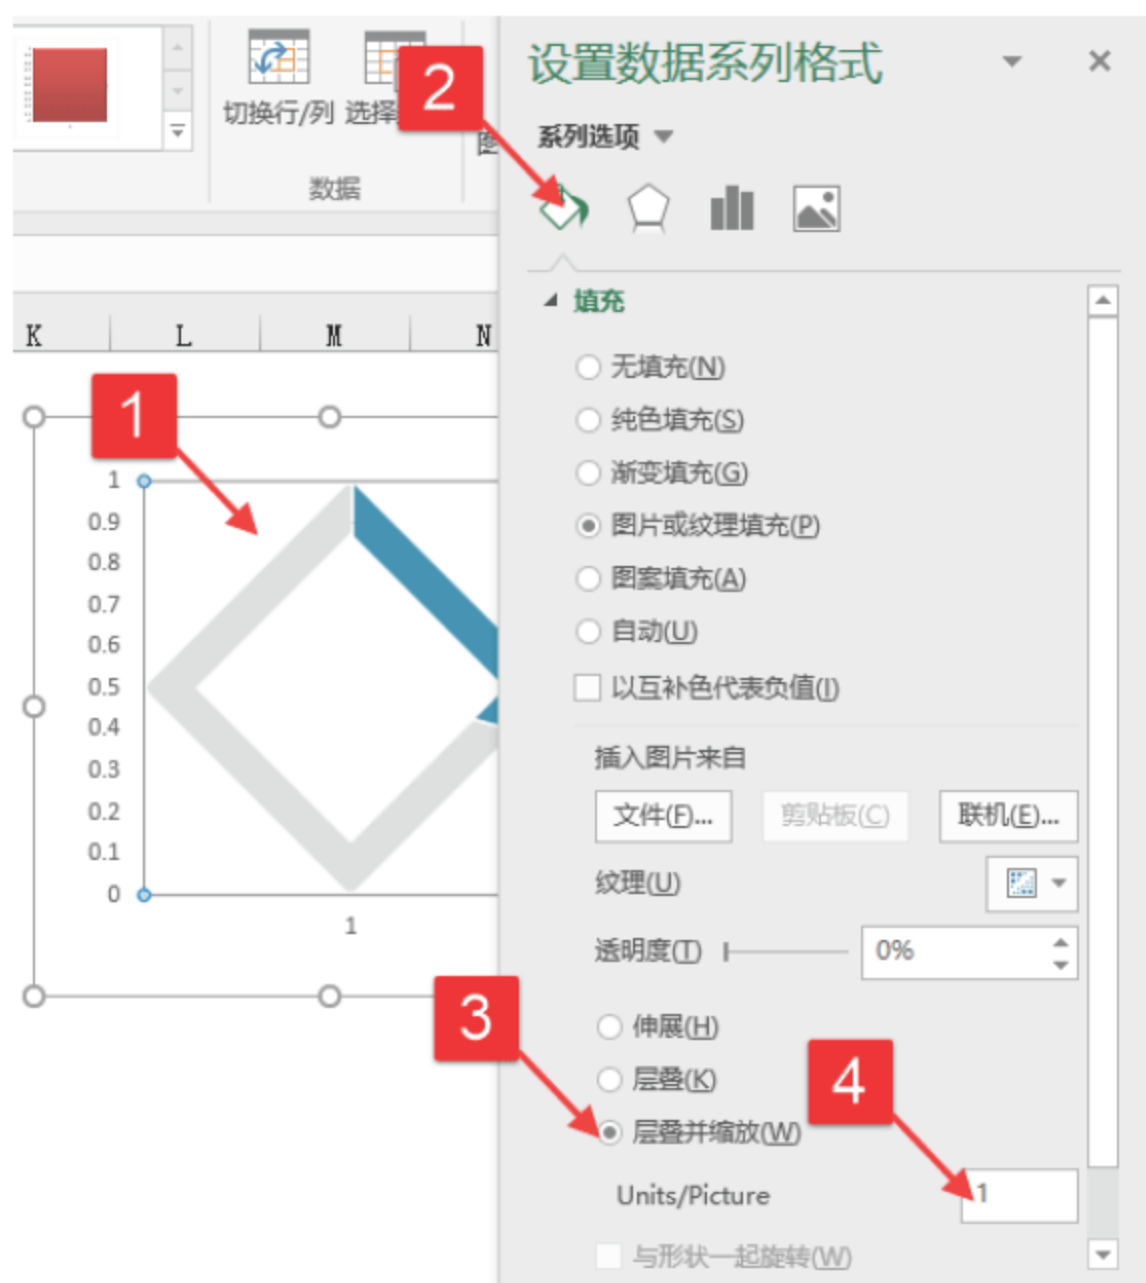 切换行/列
选择
2
数据
图
K
L
M
N
1
1
0.9
0.8
0.7
0.6
0.5
0.4
0.3
0.2
0.1
0
1
设置数据系列格式
系列选项
填充
无填充(N)
纯色填充(S)
渐变填充(G)
图片或纹理填充(P)
图案填充(A)
自动(U)
以互补色代表负值(I)
插入图片来自
文件(F)...
剪贴板(C)
联机(E)...
纹理(U)
透明度(T)
0%
3
伸展(H)
层叠(K)
4
层叠并缩放(W)
Units/Picture
1
与形状一起旋转(W)